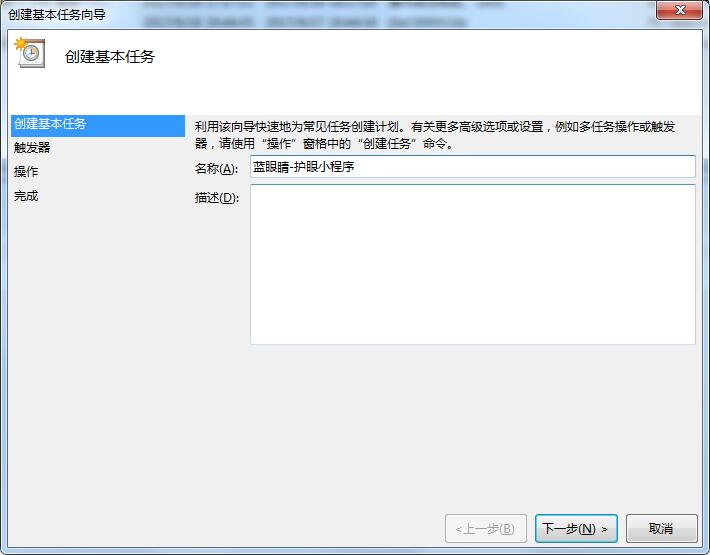 创建基本任务向导
创建基本任务
创建基本任务
触发器
操作
完成
利用该向导快速地为常见任务创建计划。有关更多高级选项或设置，例如多任务操作或触发
器，请使用“操作”窗格中的“创建任务”命令。
名称(A):
蓝眼睛-护眼小程序
描述(D):
<上一步(B)
下一步(N) >
取消